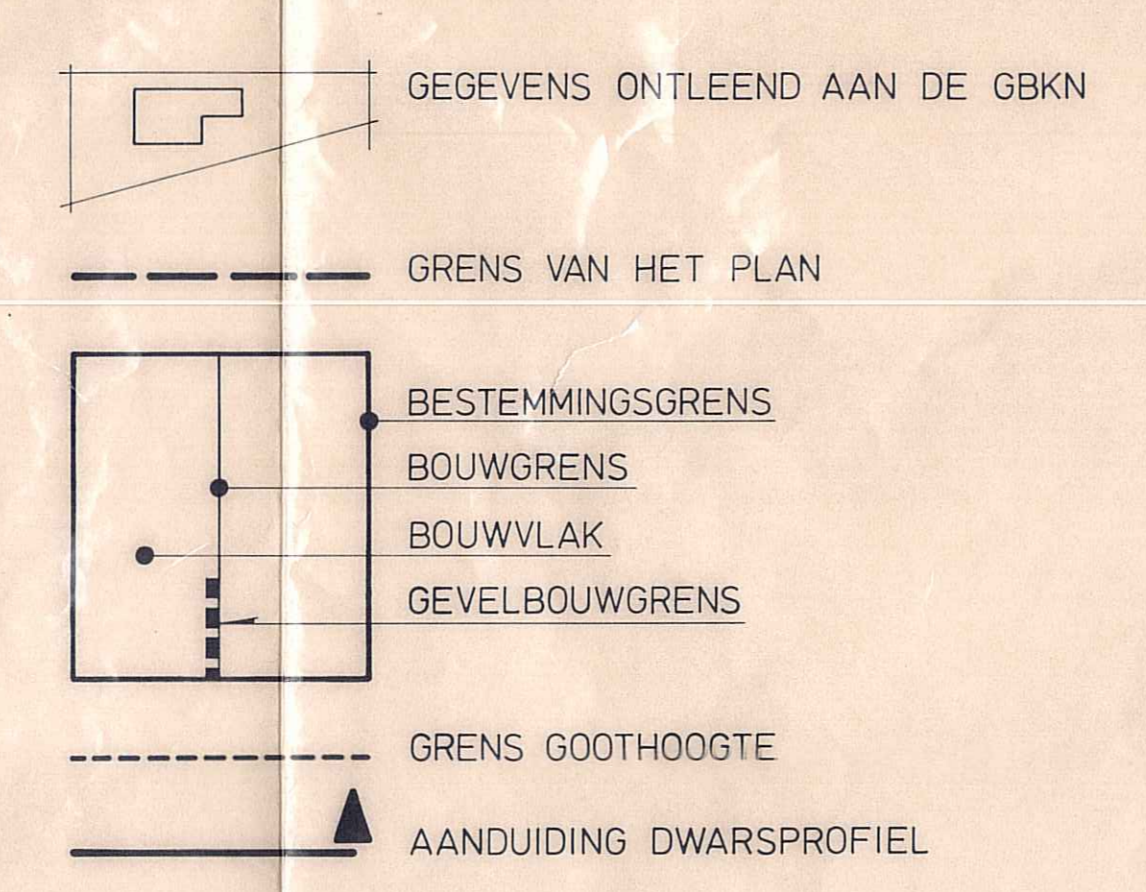 GEGEVENS ONTLEEND AAN DE GBKN
GRENS VAN HET PLAN
BESTEMMINGSGRENS
BOUWGRENS
BOUWVLAK
GEVELBOUWGRENS
GRENS GOOTHOOGTE
AANDUIDING DWARSPROFIEL